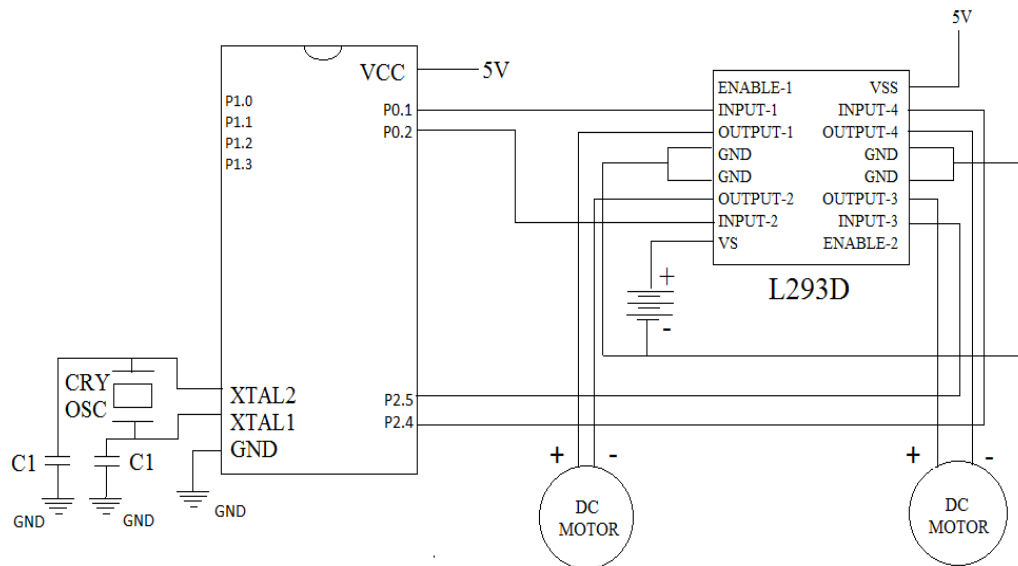 VCC
5V
P1.0
P1.1
P1.2
P1.3
P0.1
P0.2
XTAL2
XTAL1
GND
P2.5
P2.4
CRY
OSC
C1
C1
GND
GND
GND
5V
ENABLE-1
INPUT-1
OUTPUT-1
GND
GND
OUTPUT-2
INPUT-2
VS
VSS
INPUT-4
OUTPUT-4
GND
GND
OUTPUT-3
INPUT-3
ENABLE-2
L293D
+
-
+ -
DC
MOTOR
+ -
DC
MOTOR